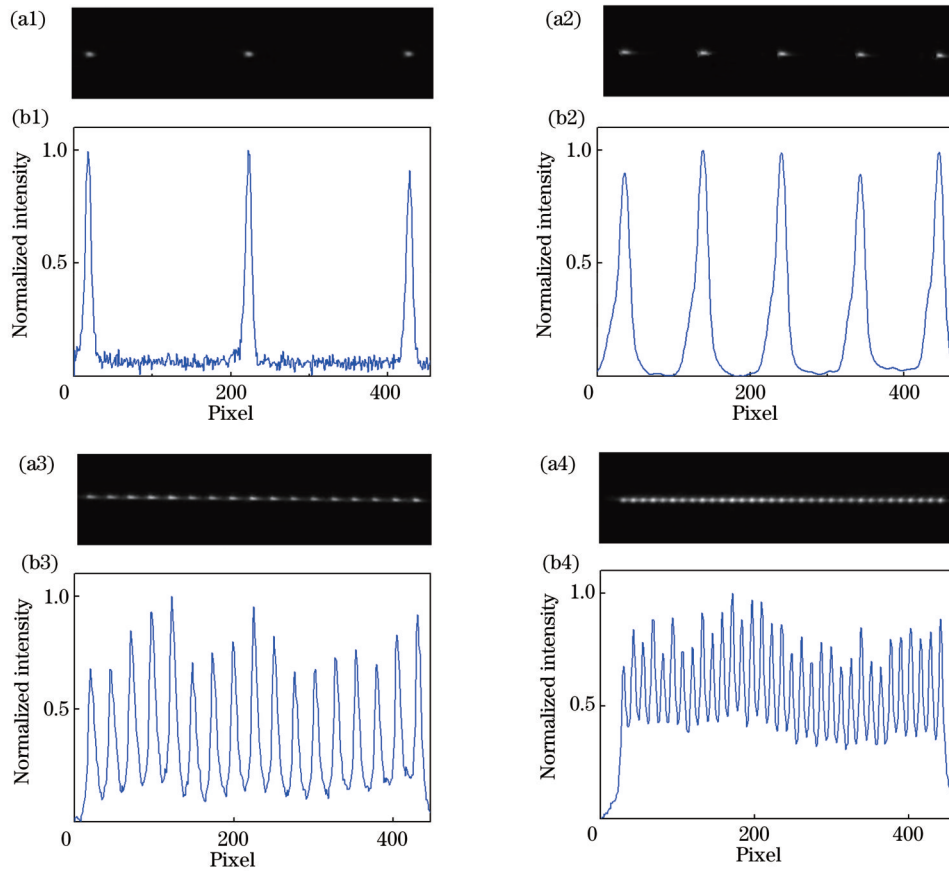 (a1)
(a2)
(b1)
1.0
0.5
Normalized intensity
0
200
400
Pixel
(b2)
1.0
0.5
Normalized intensity
0
200
400
Pixel
(a3)
(a4)
(b3)
1.0
0.5
Normalized intensity
0
200
400
Pixel
(b4)
1.0
0.5
Normalized intensity
0
200
400
Pixel